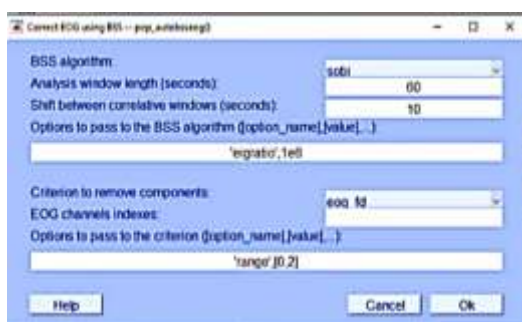 Correct EOG using BSS -- pop_autobsseog()
BSS algorithm:
sobi
Analysis window length (seconds):
60
Shift between correlative windows (seconds):
10
Options to pass to the BSS algorithm ([option_name],[value],...):
'eigratio',1e6
Criterion to remove components:
eog_fd
EOG channels indexes:
Options to pass to the criterion ([option_name],[value],...):
'range',[0,2]
Help
Cancel
Ok